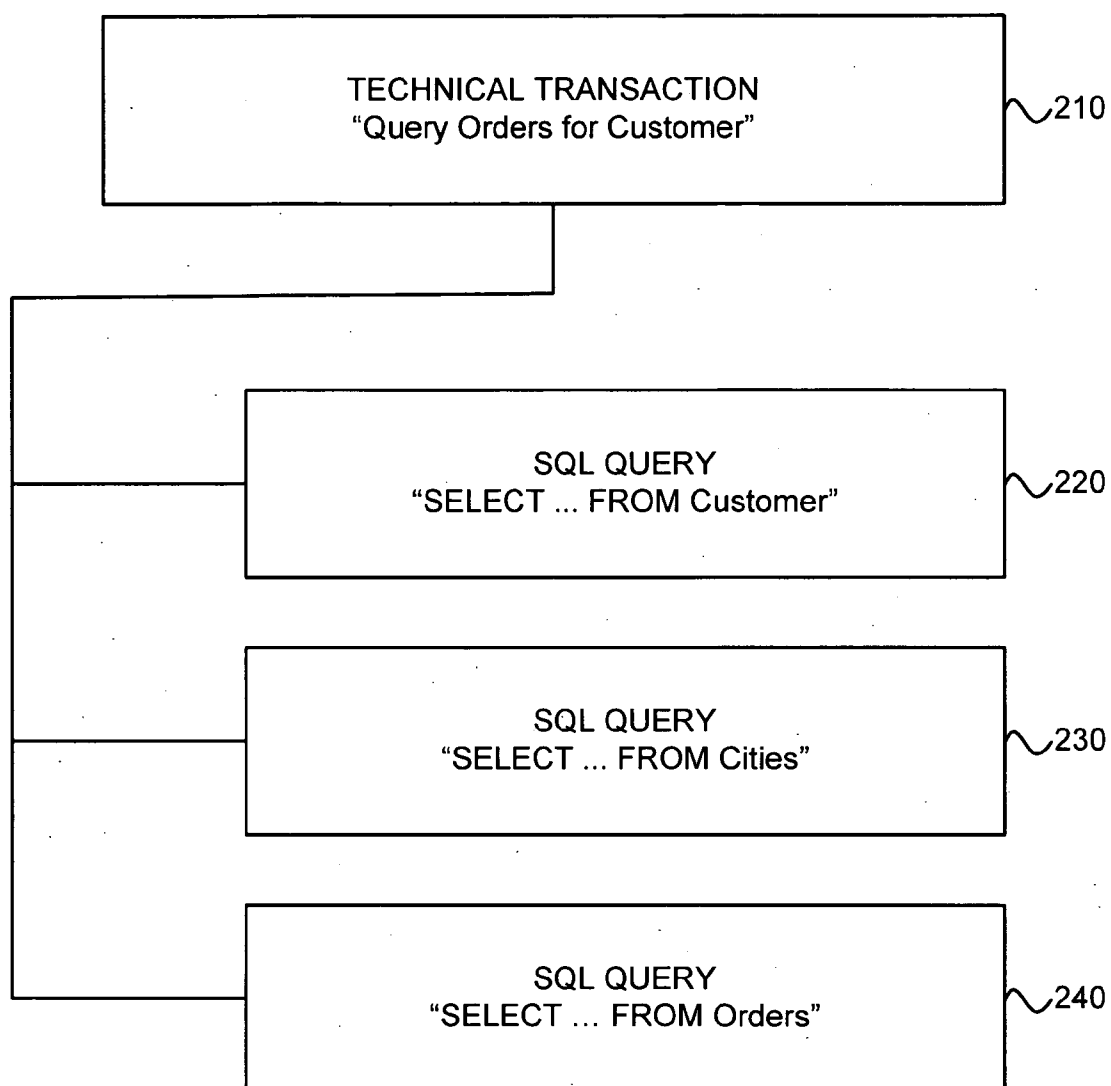 TECHNICAL TRANSACTION
“Query Orders for Customer”
210
SQL QUERY
“SELECT ... FROM Customer”
220
SQL QUERY
“SELECT ... FROM Cities”
230
SQL QUERY
“SELECT ... FROM Orders”
240